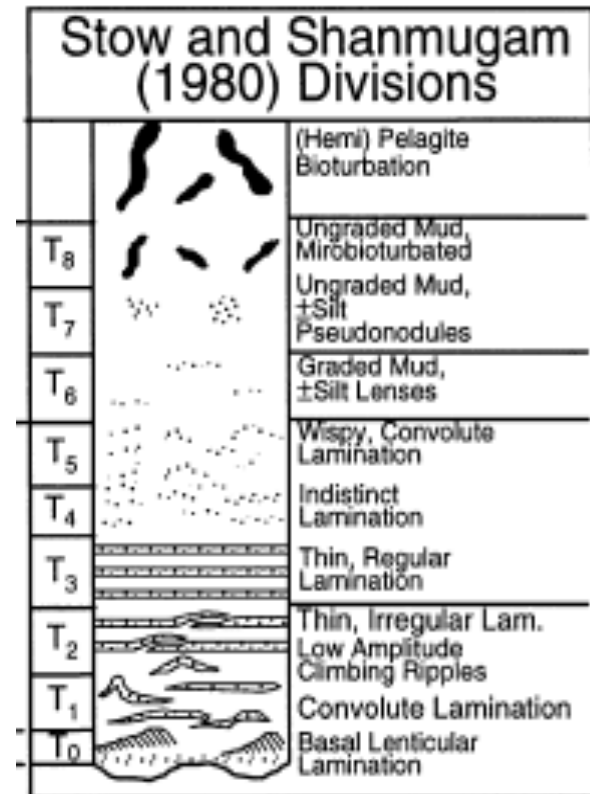 Stow and Shanmugam
(1980) Divisions
(Hemi) Pelagite
Bioturbation
T8
Ungraded Mud,
Mirobioturbated
T7
Ungraded Mud,
±Silt
Pseudonodules
T6
Graded Mud,
±Silt Lenses
T5
Wispy, Convolute
Lamination
T4
Indistinct
Lamination
T3
Thin, Regular
Lamination
T2
Thin, Irregular Lam.
Low Amplitude
Climbing Ripples
T1
Convolute Lamination
T0
Basal Lenticular
Lamination